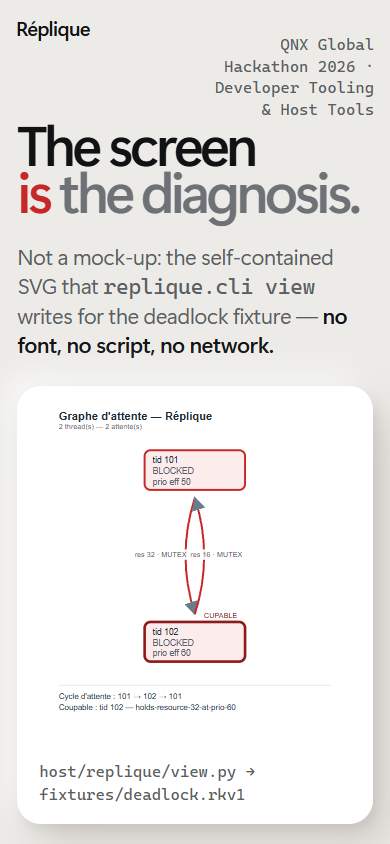 Réplique
QNX Global
Hackathon 2026 ·
Developer Tooling
& Host Tools
The screen
is the diagnosis.
Not a mock-up: the self-contained
SVG that replique.cli view
writes for the deadlock fixture — no
font, no script, no network.
Graphe d'attente — Réplique
2 thread(s) — 2 attente(s)
tid 101
BLOCKED
prio eff 50
res 32 · MUTEX res 16 · MUTEX
CUPABLE
tid 102
BLOCKED
prio eff 60
Cycle d'attente : 101 → 102 → 101
Coupable : tid 102 — holds-resource-32-at-prio-60
host/replique/view.py →
fixtures/deadlock.rkv1